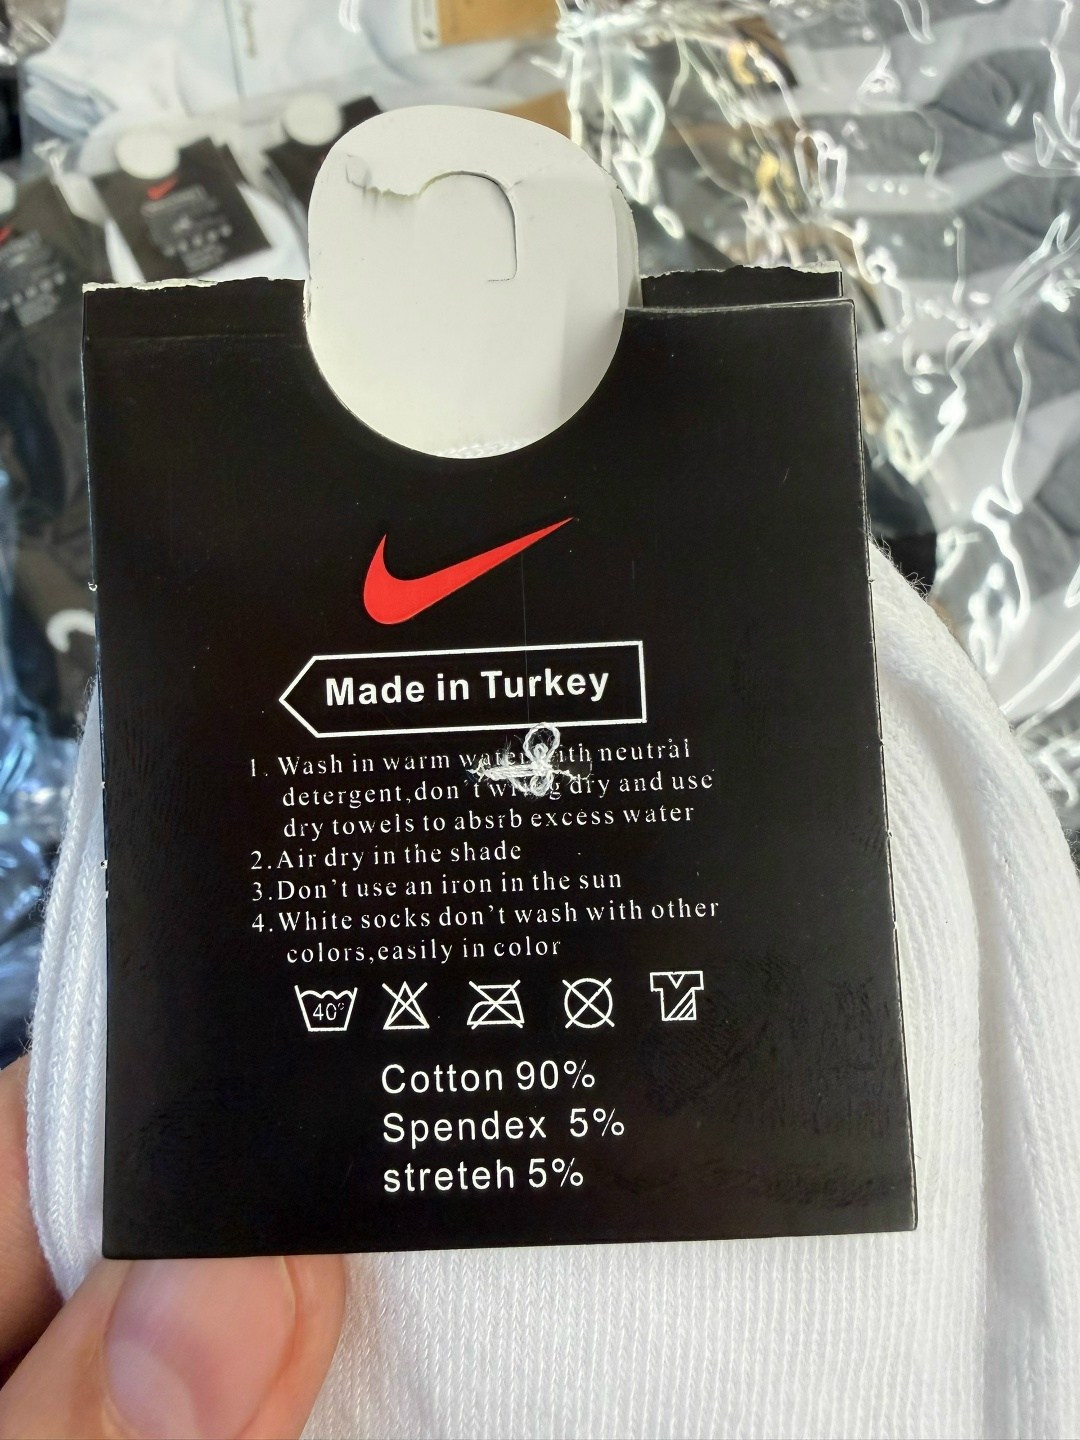 Made in Turkey
1. Wash in warm water with neutral
detergent,don't wring dry and use
dry towels to absrb excess water
2.Air dry in the shade
3.Don't use an iron in the sun
4.White socks don't wash with other
colors,easily in color
40°
Cotton 90%
Spendex 5%
streteh 5%